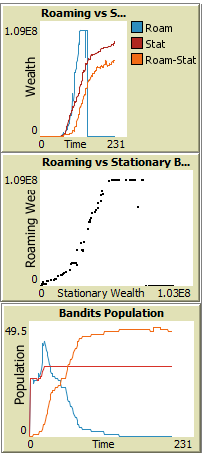 Roaming vs S...
1.09E8
Wealth
0
0 Time 231
Roam
Stat
Roam-Stat
Roaming vs Stationary B...
1.09E8
Roaming Wea
0
0 Stationary Wealth 1.03E8
Bandits Population
49.5
Population
0
0 Time 231